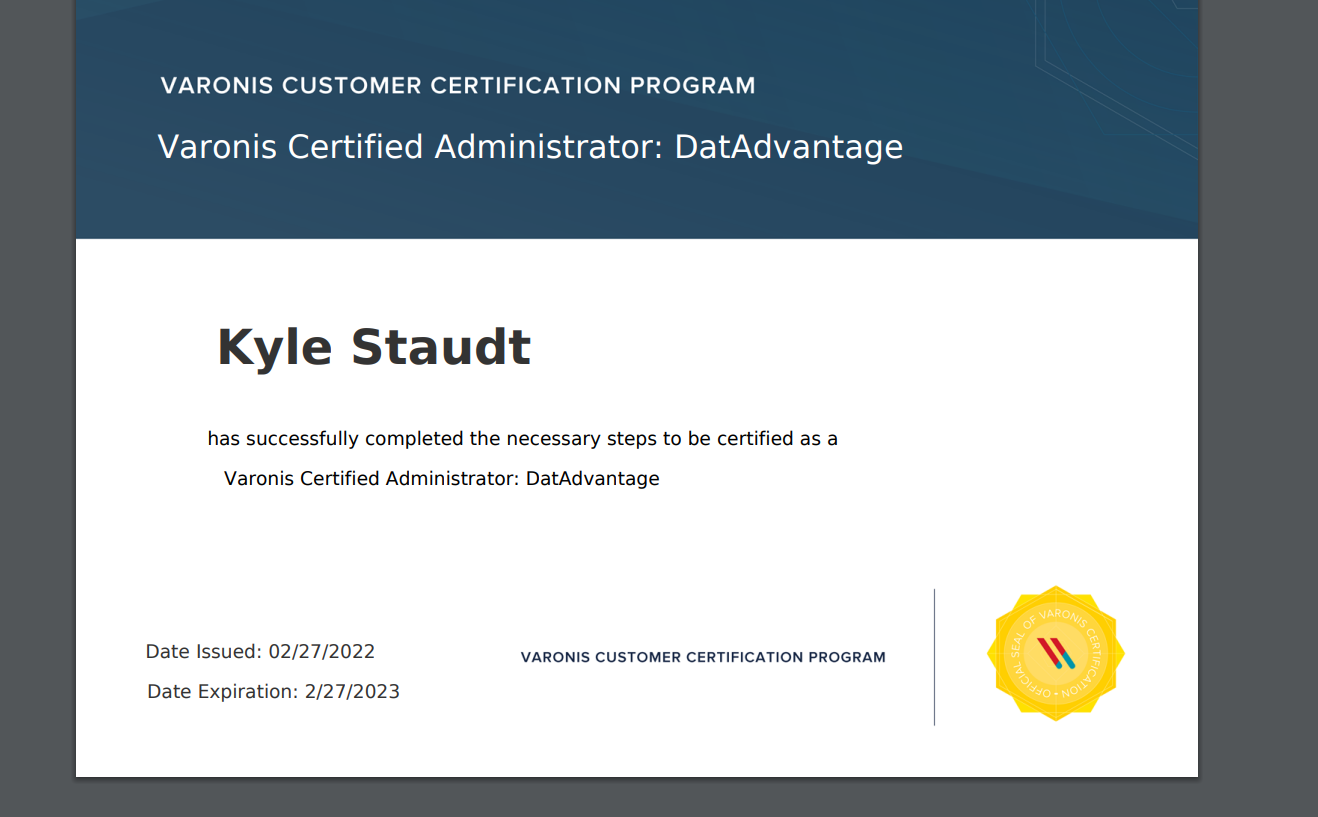 VARONIS CUSTOMER CERTIFICATION PROGRAM
Varonis Certified Administrator: DatAdvantage
Kyle Staudt
has successfully completed the necessary steps to be certified as a
Varonis Certified Administrator: DatAdvantage
Date Issued: 02/27/2022
Date Expiration: 2/27/2023
VARONIS CUSTOMER CERTIFICATION PROGRAM
OFFICIAL SEAL OF VARONIS CERTIFICATION •